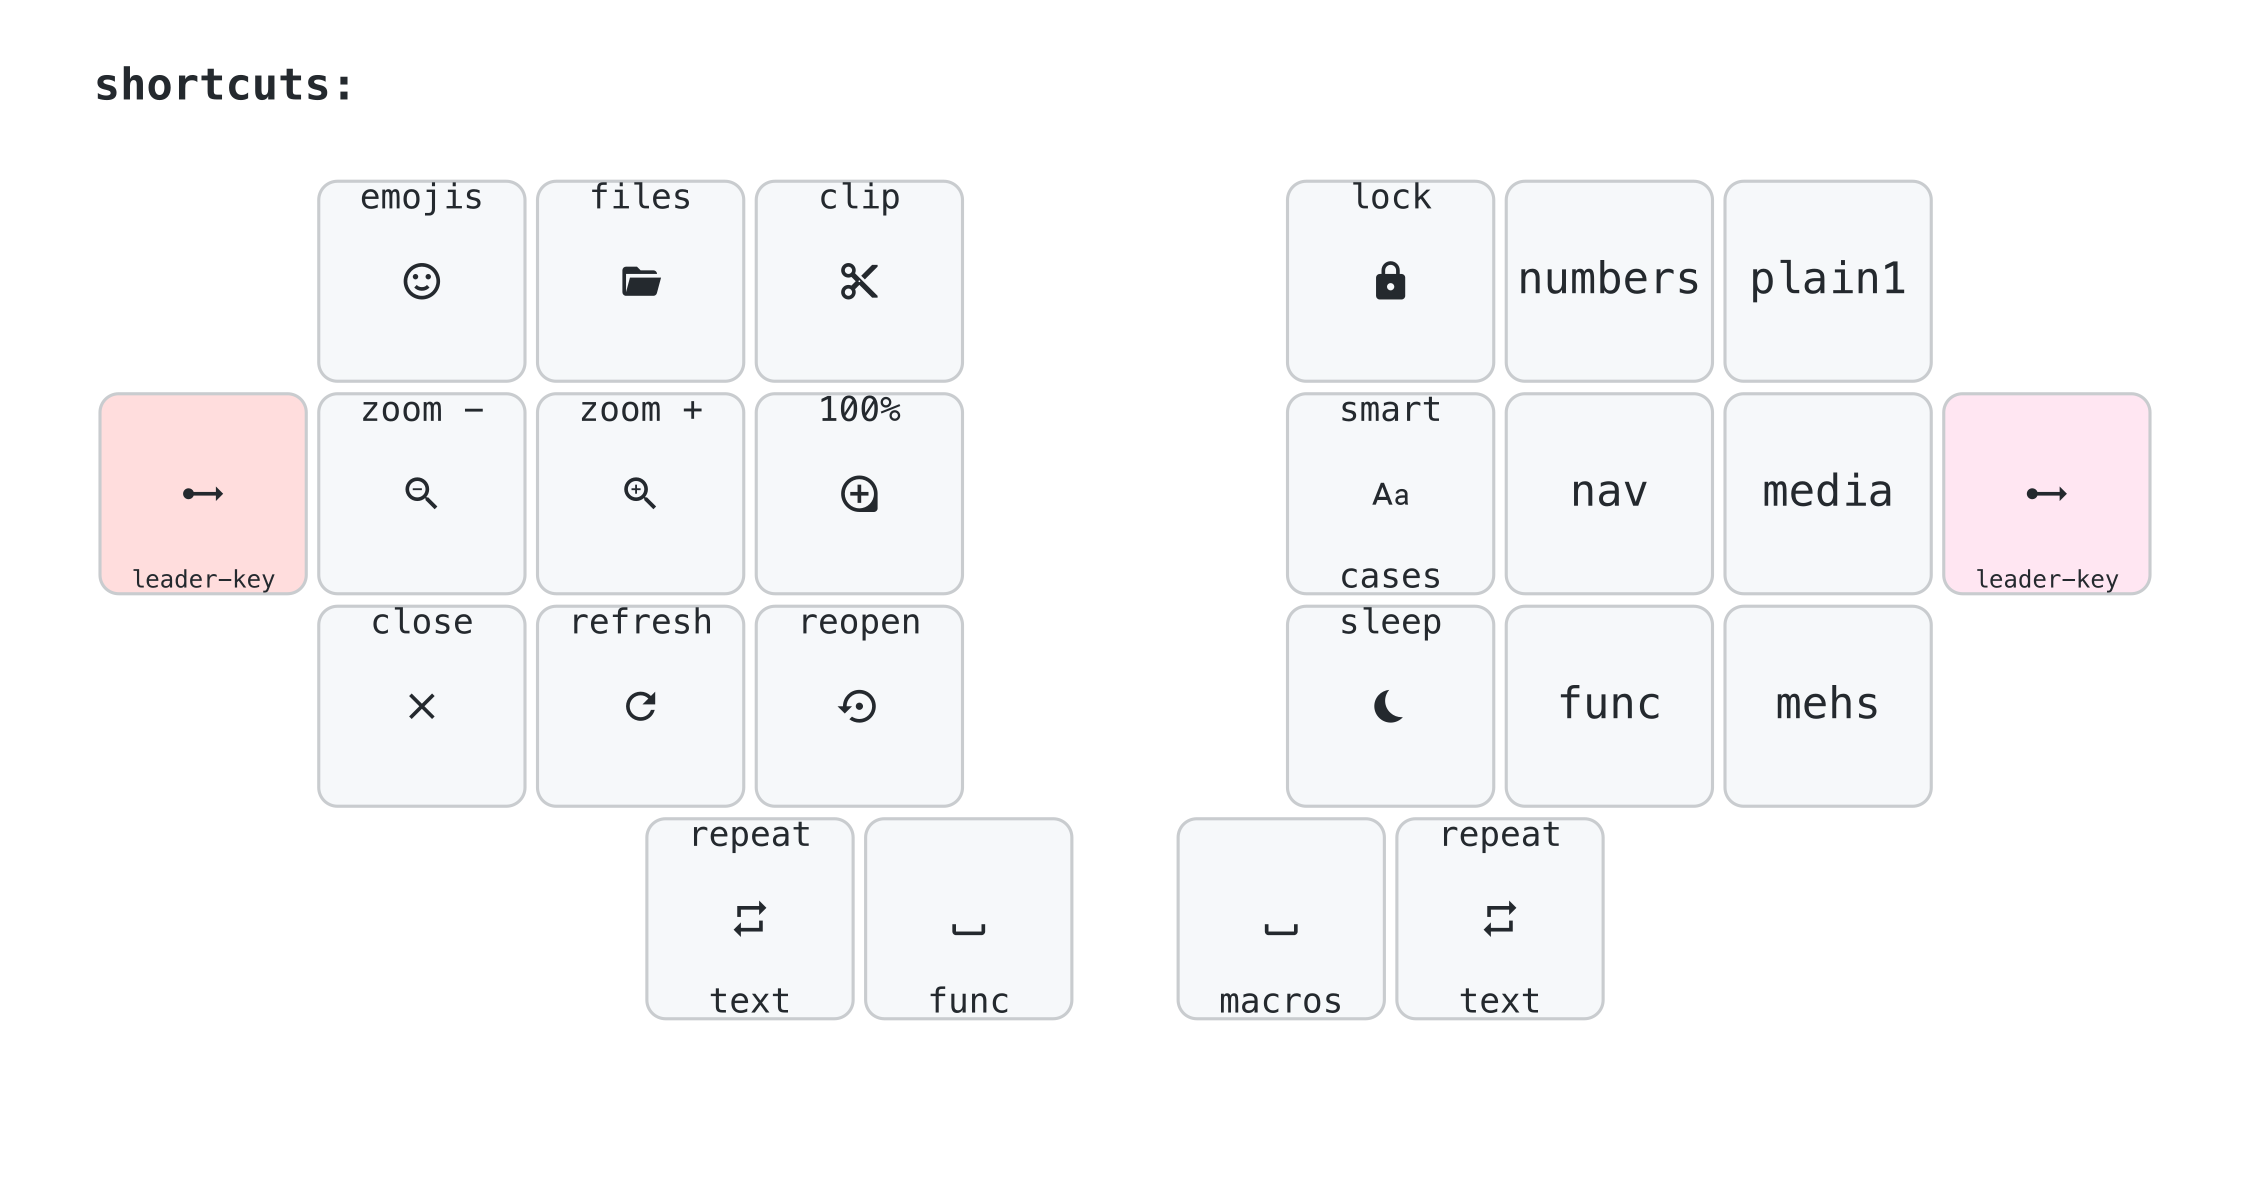 shortcuts:
emojis files clip lock
numbers plain1
zoom − zoom + 100% smart
Aa nav media
leader−key cases leader−key
close refresh reopen sleep
func mehs
repeat repeat
text func macros text